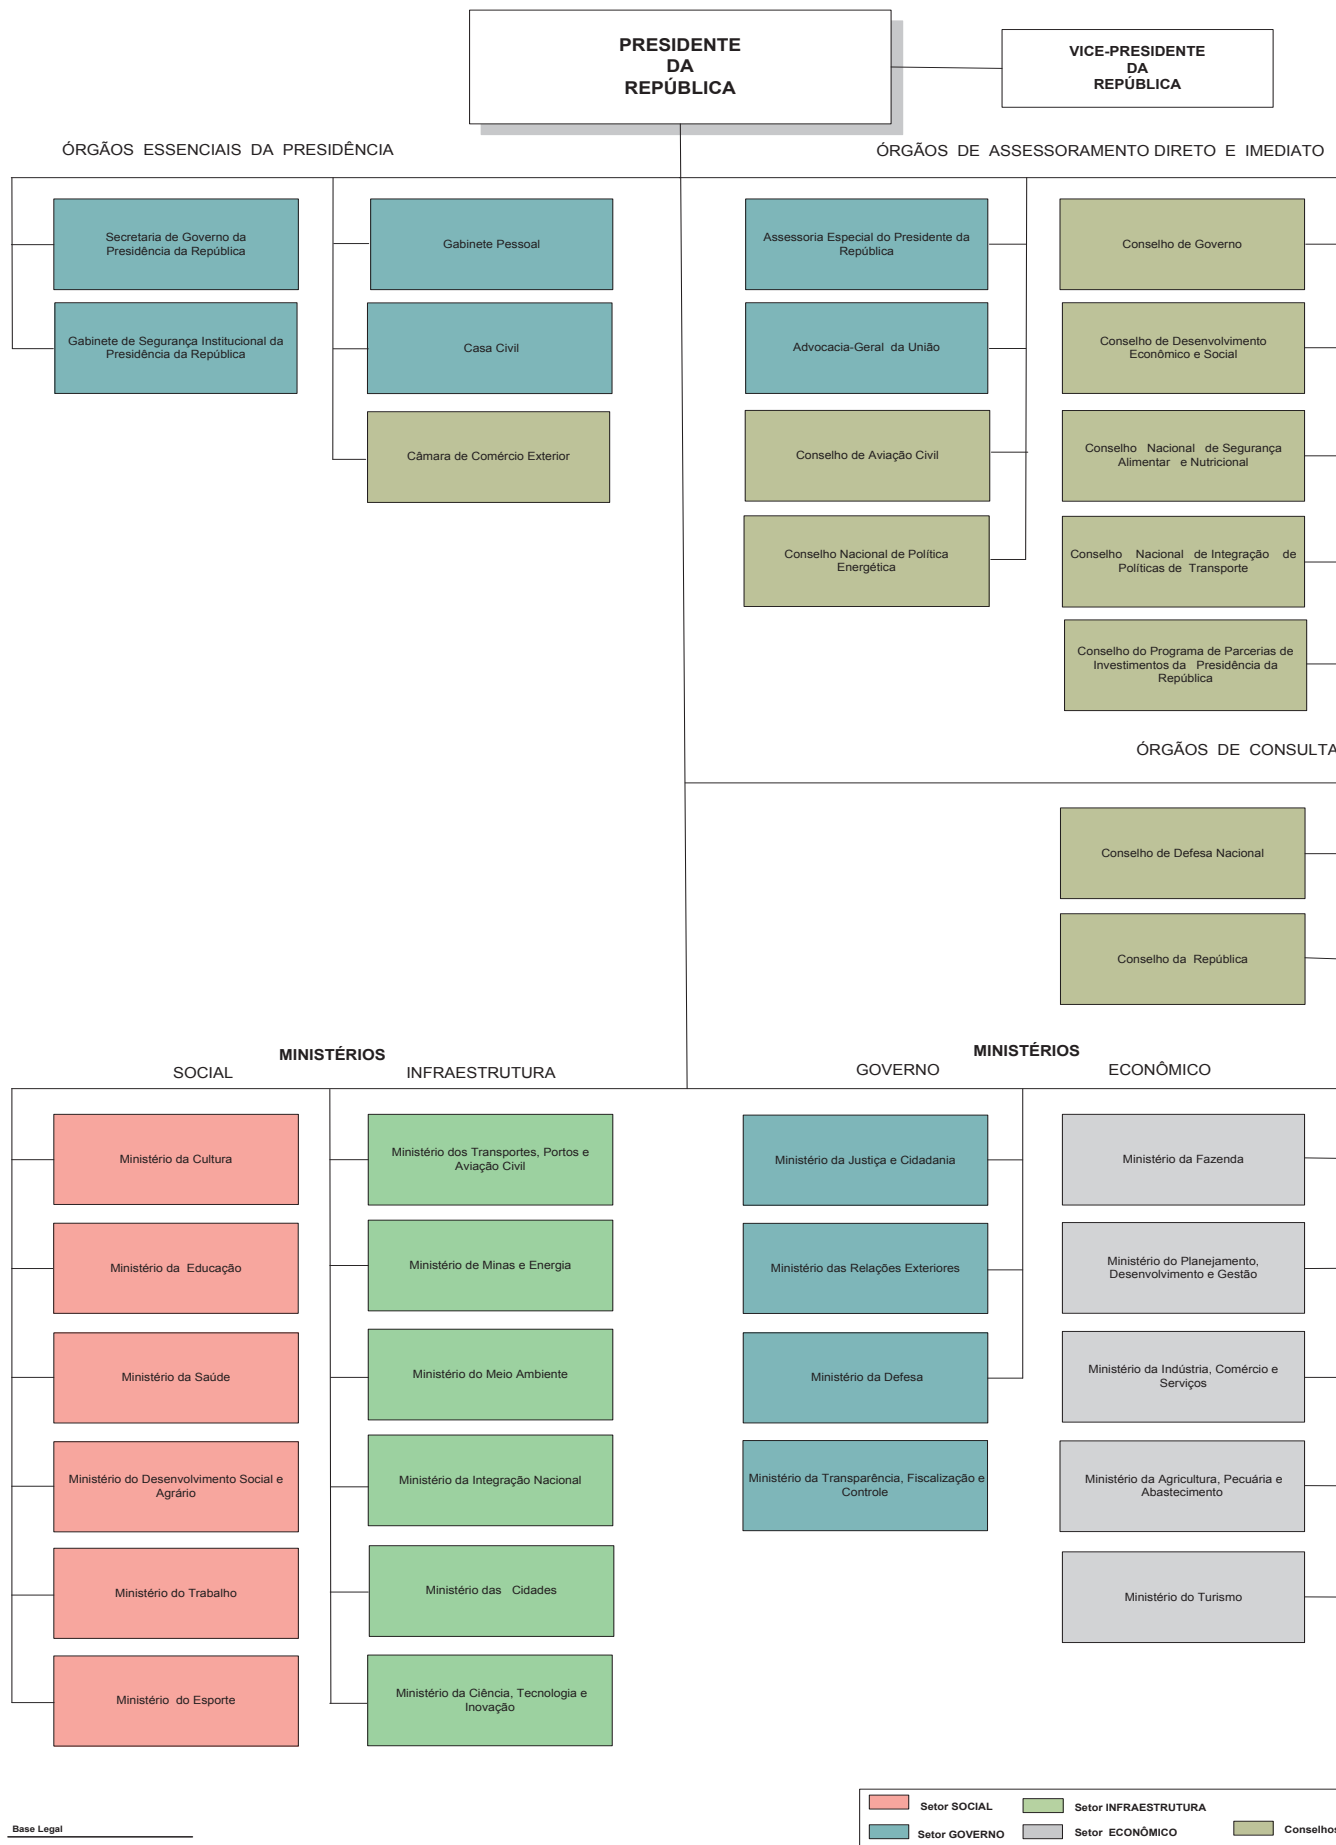 PRESIDENTE
DA
REPÚBLICA
VICE-PRESIDENTE
DA
REPÚBLICA
ÓRGÃOS ESSENCIAIS DA PRESIDÊNCIA
Secretaria de Governo da
Presidência da República
Gabinete de Segurança Institucional da
Presidência da República
Gabinete Pessoal
Casa Civil
Câmara de Comércio Exterior
ÓRGÃOS DE ASSESSORAMENTO DIRETO E IMEDIATO
Assessoria Especial do Presidente da
República
Advocacia-Geral da União
Conselho de Aviação Civil
Conselho Nacional de Política
Energética
Conselho de Governo
Conselho de Desenvolvimento
Econômico e Social
Conselho Nacional de Segurança
Alimentar e Nutricional
Conselho Nacional de Integração de
Políticas de Transporte
Conselho do Programa de Parcerias de
Investimentos da Presidência da
República
ÓRGÃOS DE CONSULTA
Conselho de Defesa Nacional
Conselho da República
MINISTÉRIOS
SOCIAL
Ministério da Cultura
Ministério da Educação
Ministério da Saúde
Ministério do Desenvolvimento Social e
Agrário
Ministério do Trabalho
Ministério do Esporte
INFRAESTRUTURA
Ministério dos Transportes, Portos e
Aviação Civil
Ministério de Minas e Energia
Ministério do Meio Ambiente
Ministério da Integração Nacional
Ministério das Cidades
Ministério da Ciência, Tecnologia e
Inovação
MINISTÉRIOS
GOVERNO
Ministério da Justiça e Cidadania
Ministério das Relações Exteriores
Ministério da Defesa
Ministério da Transparência, Fiscalização e
Controle
ECONÔMICO
Ministério da Fazenda
Ministério do Planejamento,
Desenvolvimento e Gestão
Ministério da Indústria, Comércio e
Serviços
Ministério da Agricultura, Pecuária e
Abastecimento
Ministério do Turismo
Base Legal
Setor SOCIAL
Setor INFRAESTRUTURA
Setor GOVERNO
Setor ECONÔMICO
Conselhos